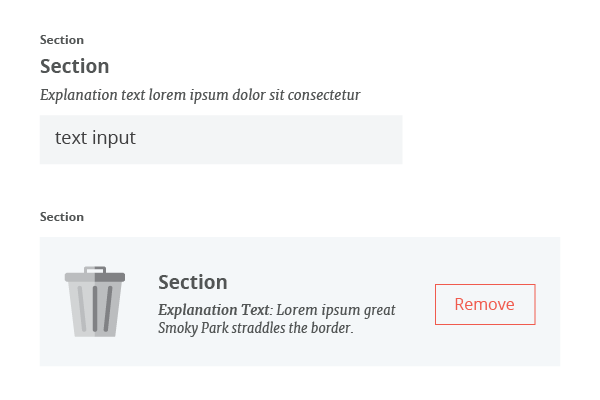 Section
Section
Explanation text lorem ipsum dolor sit consectetur
text input
Section
Section
Explanation Text: Lorem ipsum great
Smoky Park straddles the border.
Remove